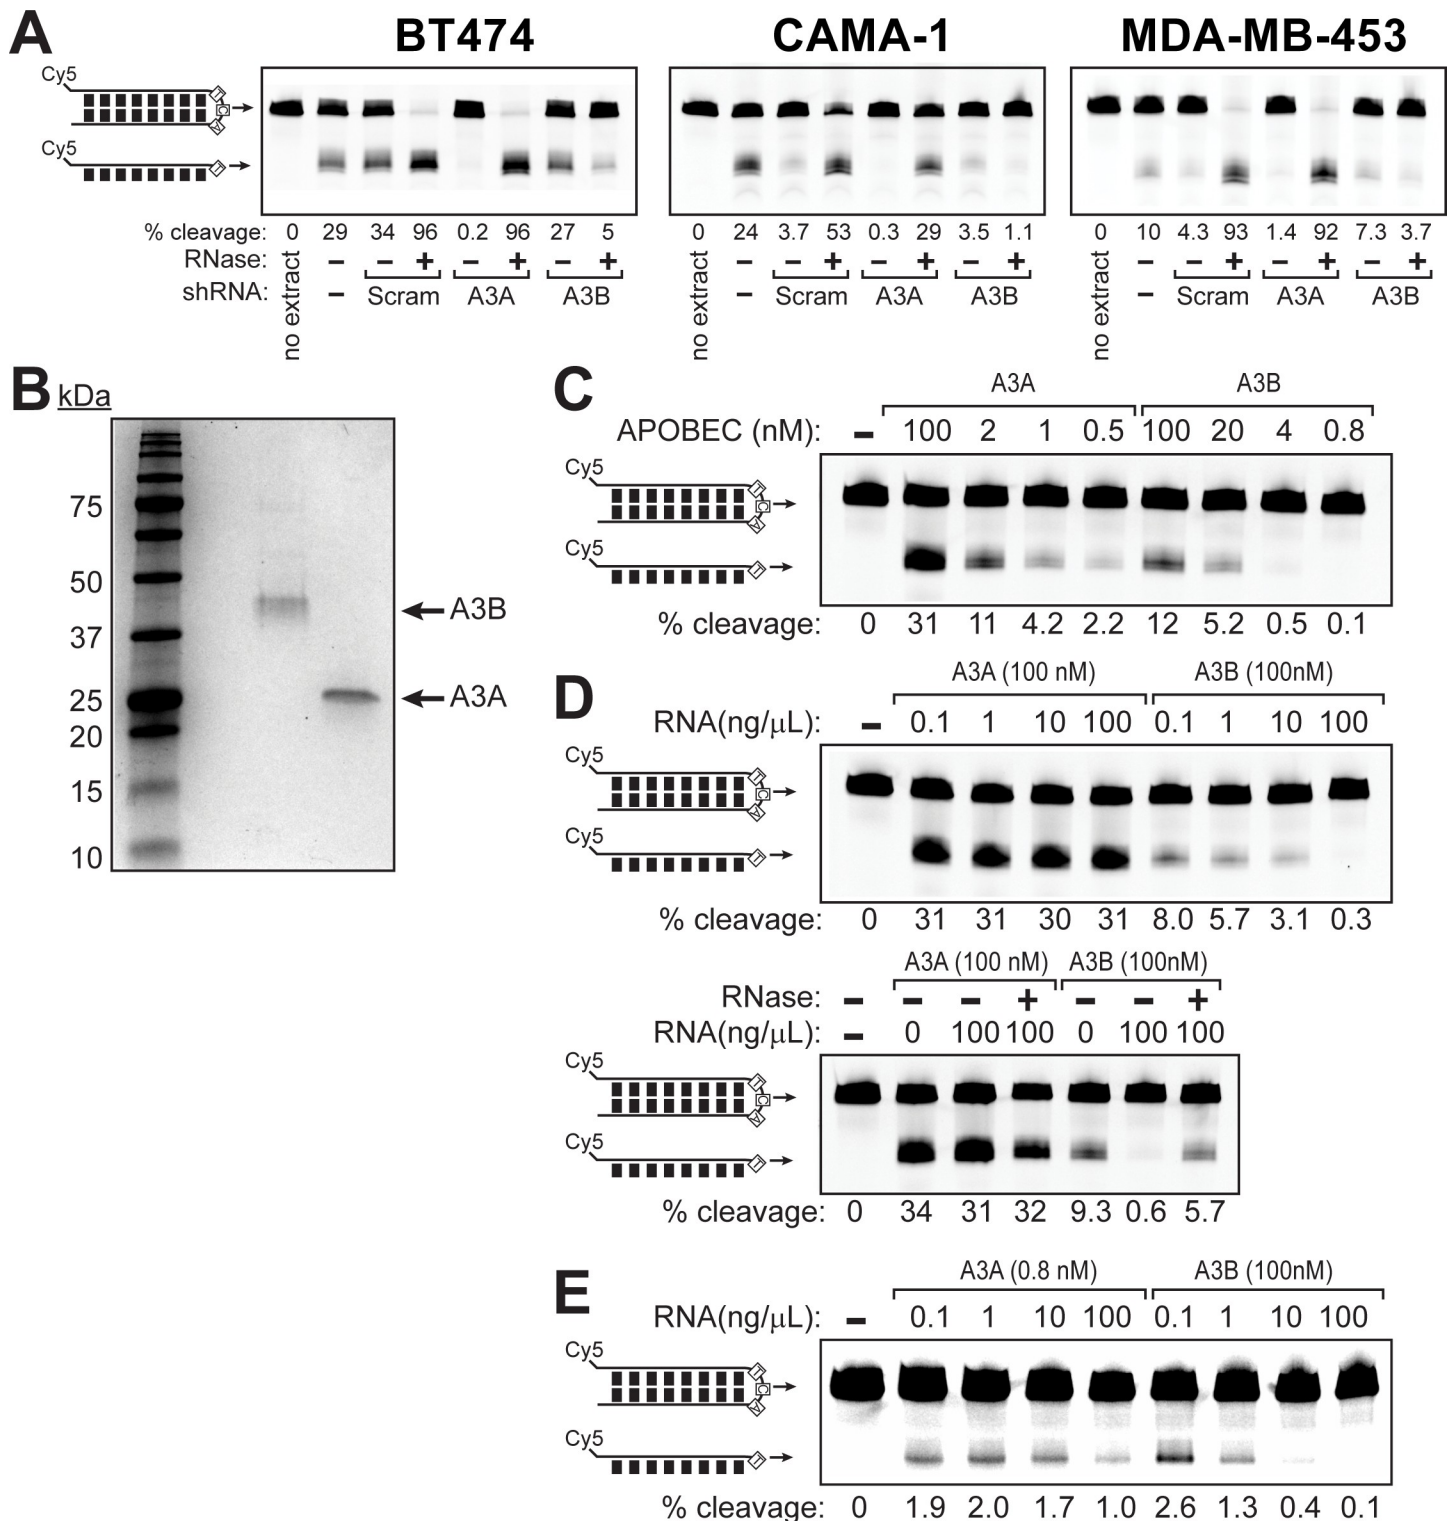 A
BT474
CAMA-1
MDA-MB-453
Cy5
Cy5
% cleavage: 0 29 34 96 0.2 96 27 5
0 24 3.7 53 0.3 29 3.5 1.1
0 10 4.3 93 1.4 92 7.3 3.7
RNase: – – + – + – +
– – + – + – +
– – + – + – +
shRNA: – Scram A3A A3B
– Scram A3A A3B
– Scram A3A A3B
no extract
no extract
no extract
B
kDa
75
50
37
25
20
15
10
A3B
A3A
C
A3A A3B
APOBEC (nM): – 100 2 1 0.5 100 20 4 0.8
Cy5
T
C
A
Cy5
T
% cleavage: 0 31 11 4.2 2.2 12 5.2 0.5 0.1
D
A3A (100 nM) A3B (100nM)
RNA(ng/μL): – 0.1 1 10 100 0.1 1 10 100
Cy5
T
C
A
Cy5
T
% cleavage: 0 31 31 30 31 8.0 5.7 3.1 0.3
A3A (100 nM) A3B (100nM)
RNase: – – – + – – +
RNA(ng/μL): – 0 100 100 0 100 100
Cy5
T
C
A
Cy5
T
% cleavage: 0 34 31 32 9.3 0.6 5.7
E
A3A (0.8 nM) A3B (100nM)
RNA(ng/μL): – 0.1 1 10 100 0.1 1 10 100
Cy5
T
C
A
Cy5
T
% cleavage: 0 1.9 2.0 1.7 1.0 2.6 1.3 0.4 0.1